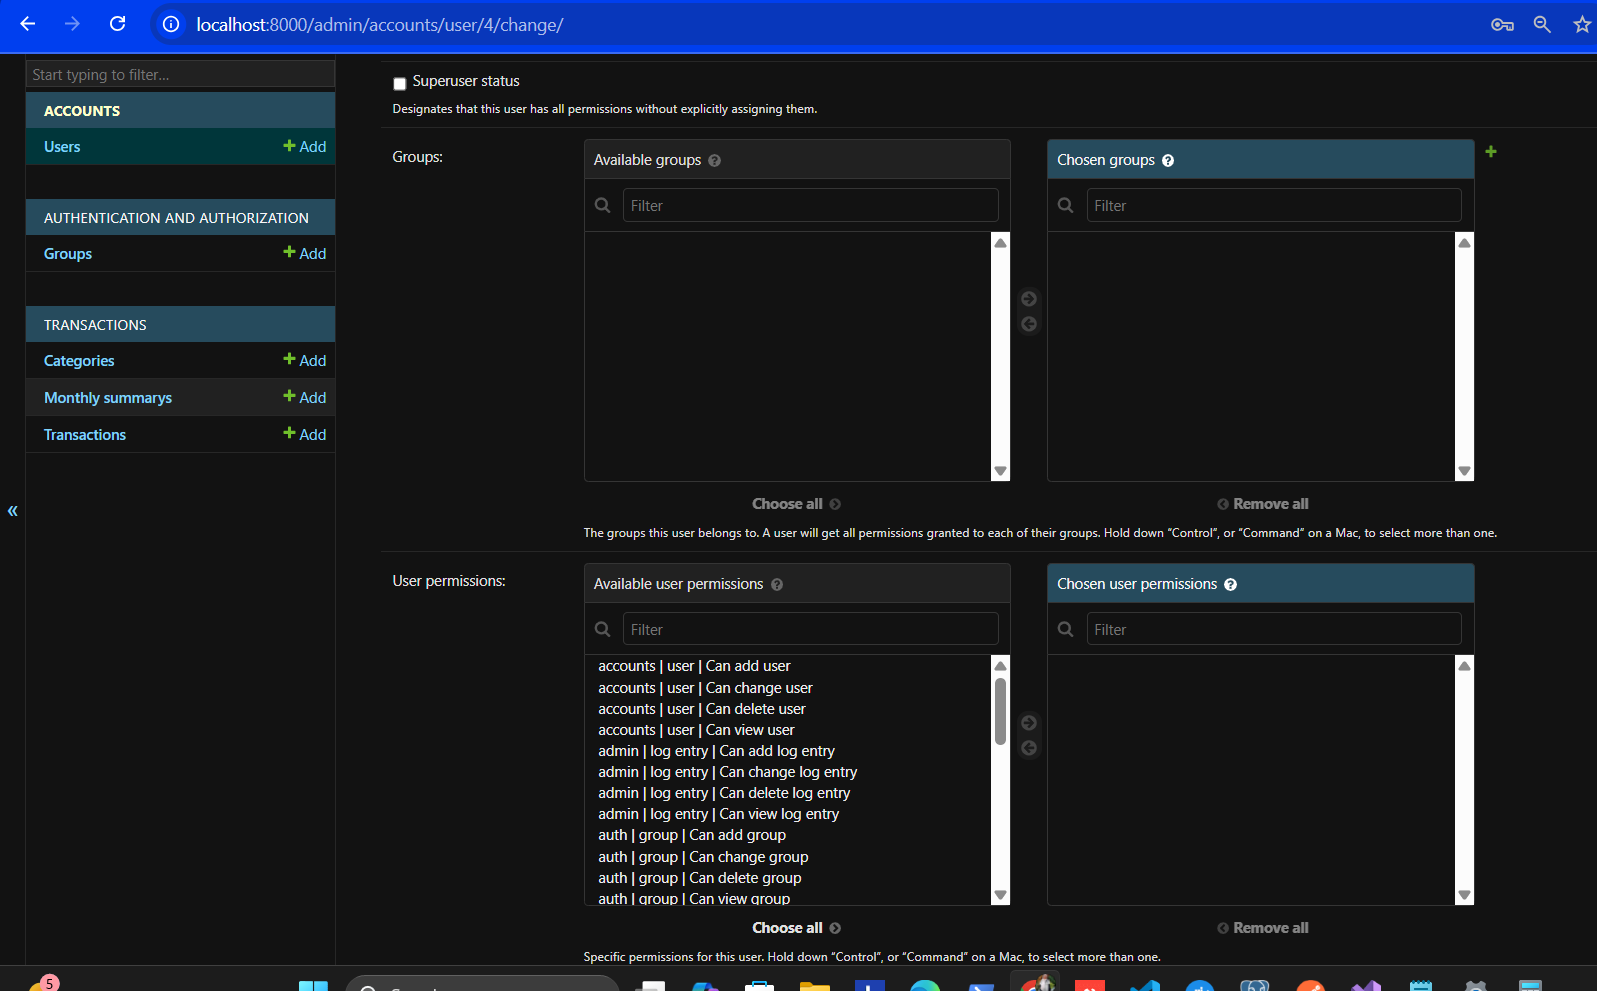 localhost:8000/admin/accounts/user/4/change/
Start typing to filter...
ACCOUNTS
Users
Add
AUTHENTICATION AND AUTHORIZATION
Groups
Add
TRANSACTIONS
Categories
Add
Monthly summarys
Add
Transactions
Add
«
Superuser status
Designates that this user has all permissions without explicitly assigning them.
Groups:
Available groups ?
Filter
Choose all
Chosen groups ?
Filter
Remove all
The groups this user belongs to. A user will get all permissions granted to each of their groups. Hold down “Control”, or “Command” on a Mac, to select more than one.
User permissions:
Available user permissions ?
Filter
accounts | user | Can add user
accounts | user | Can change user
accounts | user | Can delete user
accounts | user | Can view user
admin | log entry | Can add log entry
admin | log entry | Can change log entry
admin | log entry | Can delete log entry
admin | log entry | Can view log entry
auth | group | Can add group
auth | group | Can change group
auth | group | Can delete group
auth | group | Can view group
Choose all
Chosen user permissions ?
Filter
Remove all
Specific permissions for this user. Hold down “Control”, or “Command” on a Mac, to select more than one.
5